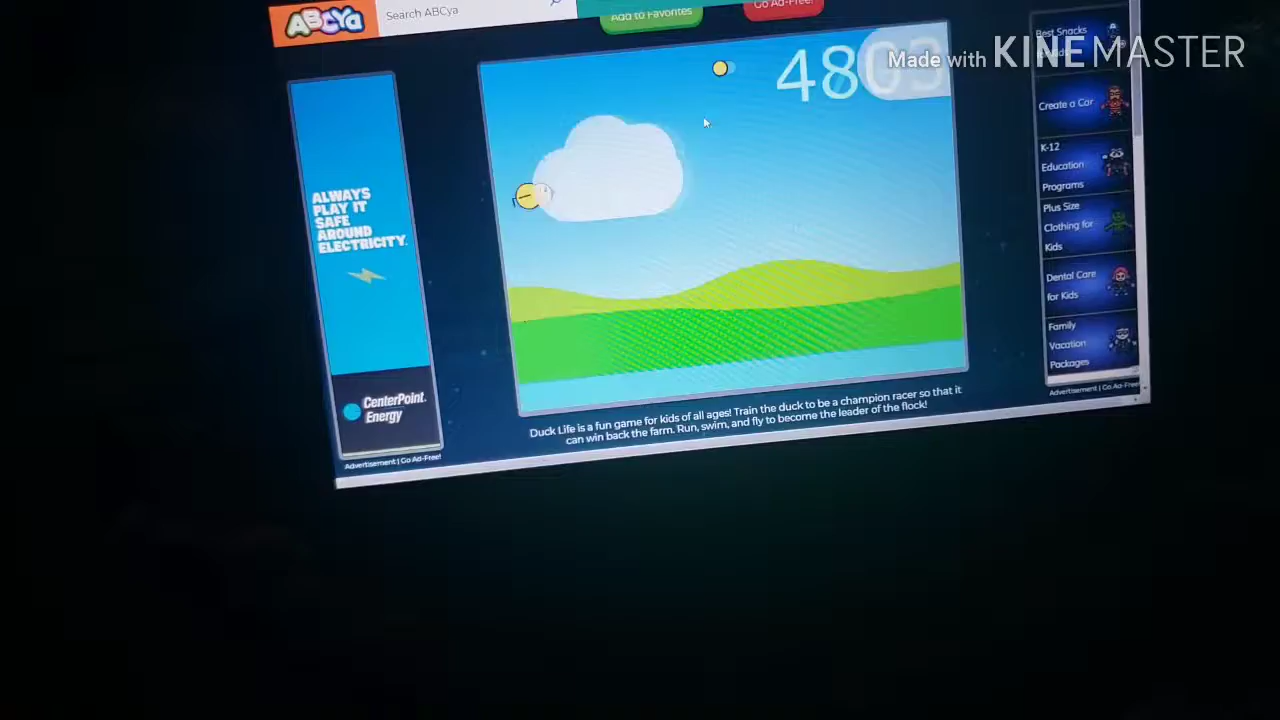 ABCYa
Search ABCya
Add to Favorites
Go Ad-Free!
Made with KINEMASTER
ALWAYS
PLAY IT
SAFE
AROUND
ELECTRICITY.
CenterPoint.
Energy
Advertisement | Go Ad-Free!
Duck Life is a fun game for kids of all ages! Train the duck to be a champion racer so that it
can win back the farm. Run, swim, and fly to become the leader of the flock!
Best Snacks
Create a Car
K-12
Education
Programs
Plus Size
Clothing for
Kids
Dental Care
for Kids
Family
Vacation
Packages
Advertisement | Go Ad-Free!